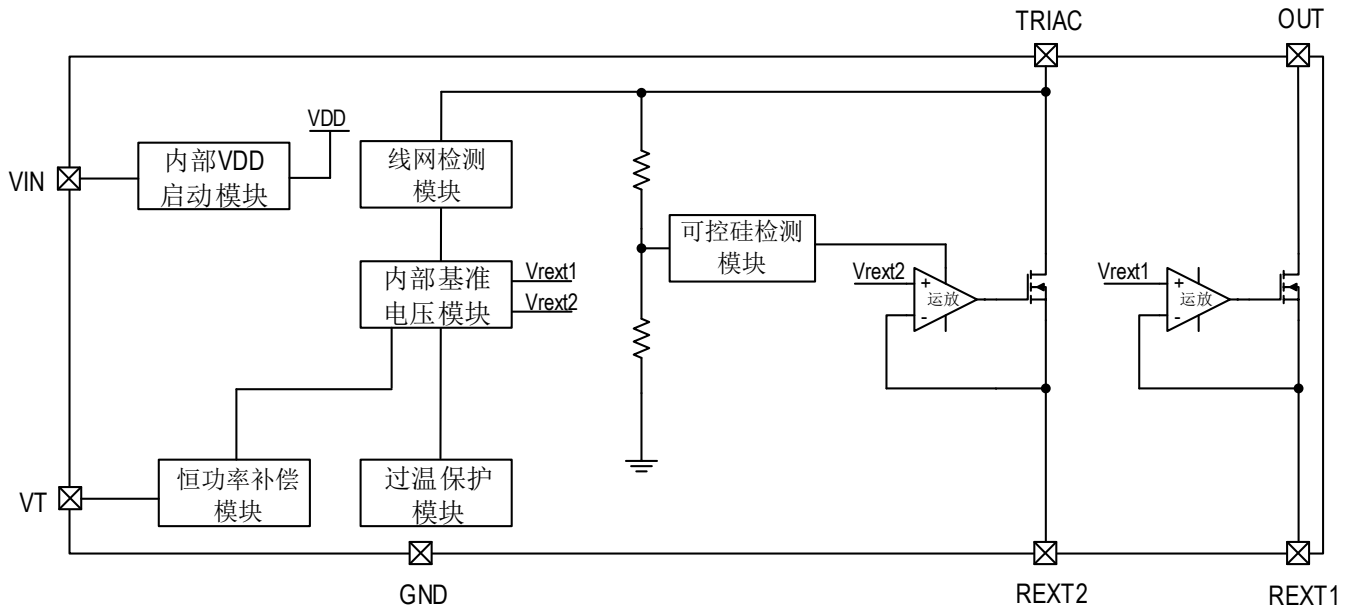 TRIAC
OUT
VDD
内部VDD
启动模块
线网检测
模块
VIN
可控硅检测
模块
内部基准
电压模块
Vrext1
Vrext2
Vrext2
+
运放
-
Vrext1
+
运放
-
恒功率补偿
模块
过温保护
模块
VT
GND
REXT2
REXT1